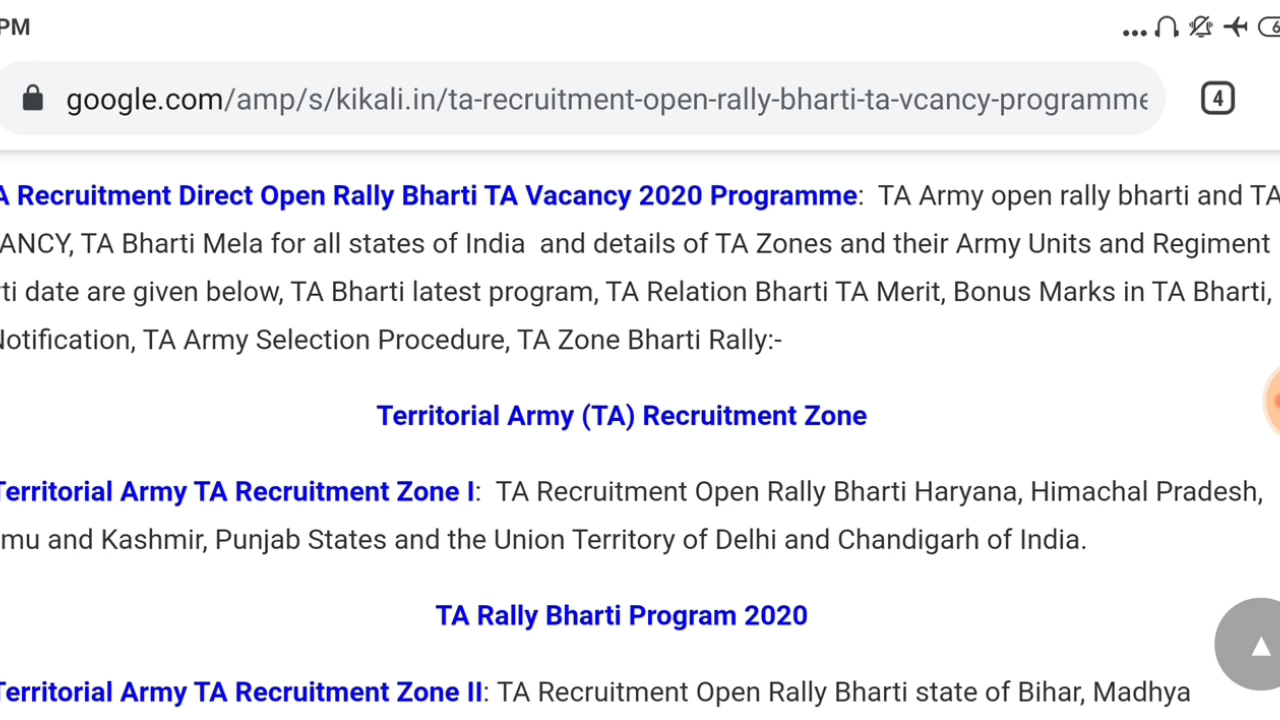 PM
google.com/amp/s/kikali.in/ta-recruitment-open-rally-bharti-ta-vcancy-programme
4
A Recruitment Direct Open Rally Bharti TA Vacancy 2020 Programme: TA Army open rally bharti and TA
ANCY, TA Bharti Mela for all states of India and details of TA Zones and their Army Units and Regiment
ti date are given below, TA Bharti latest program, TA Relation Bharti TA Merit, Bonus Marks in TA Bharti,
Notification, TA Army Selection Procedure, TA Zone Bharti Rally:-
Territorial Army (TA) Recruitment Zone
Territorial Army TA Recruitment Zone I: TA Recruitment Open Rally Bharti Haryana, Himachal Pradesh,
mu and Kashmir, Punjab States and the Union Territory of Delhi and Chandigarh of India.
TA Rally Bharti Program 2020
Territorial Army TA Recruitment Zone II: TA Recruitment Open Rally Bharti state of Bihar, Madhya